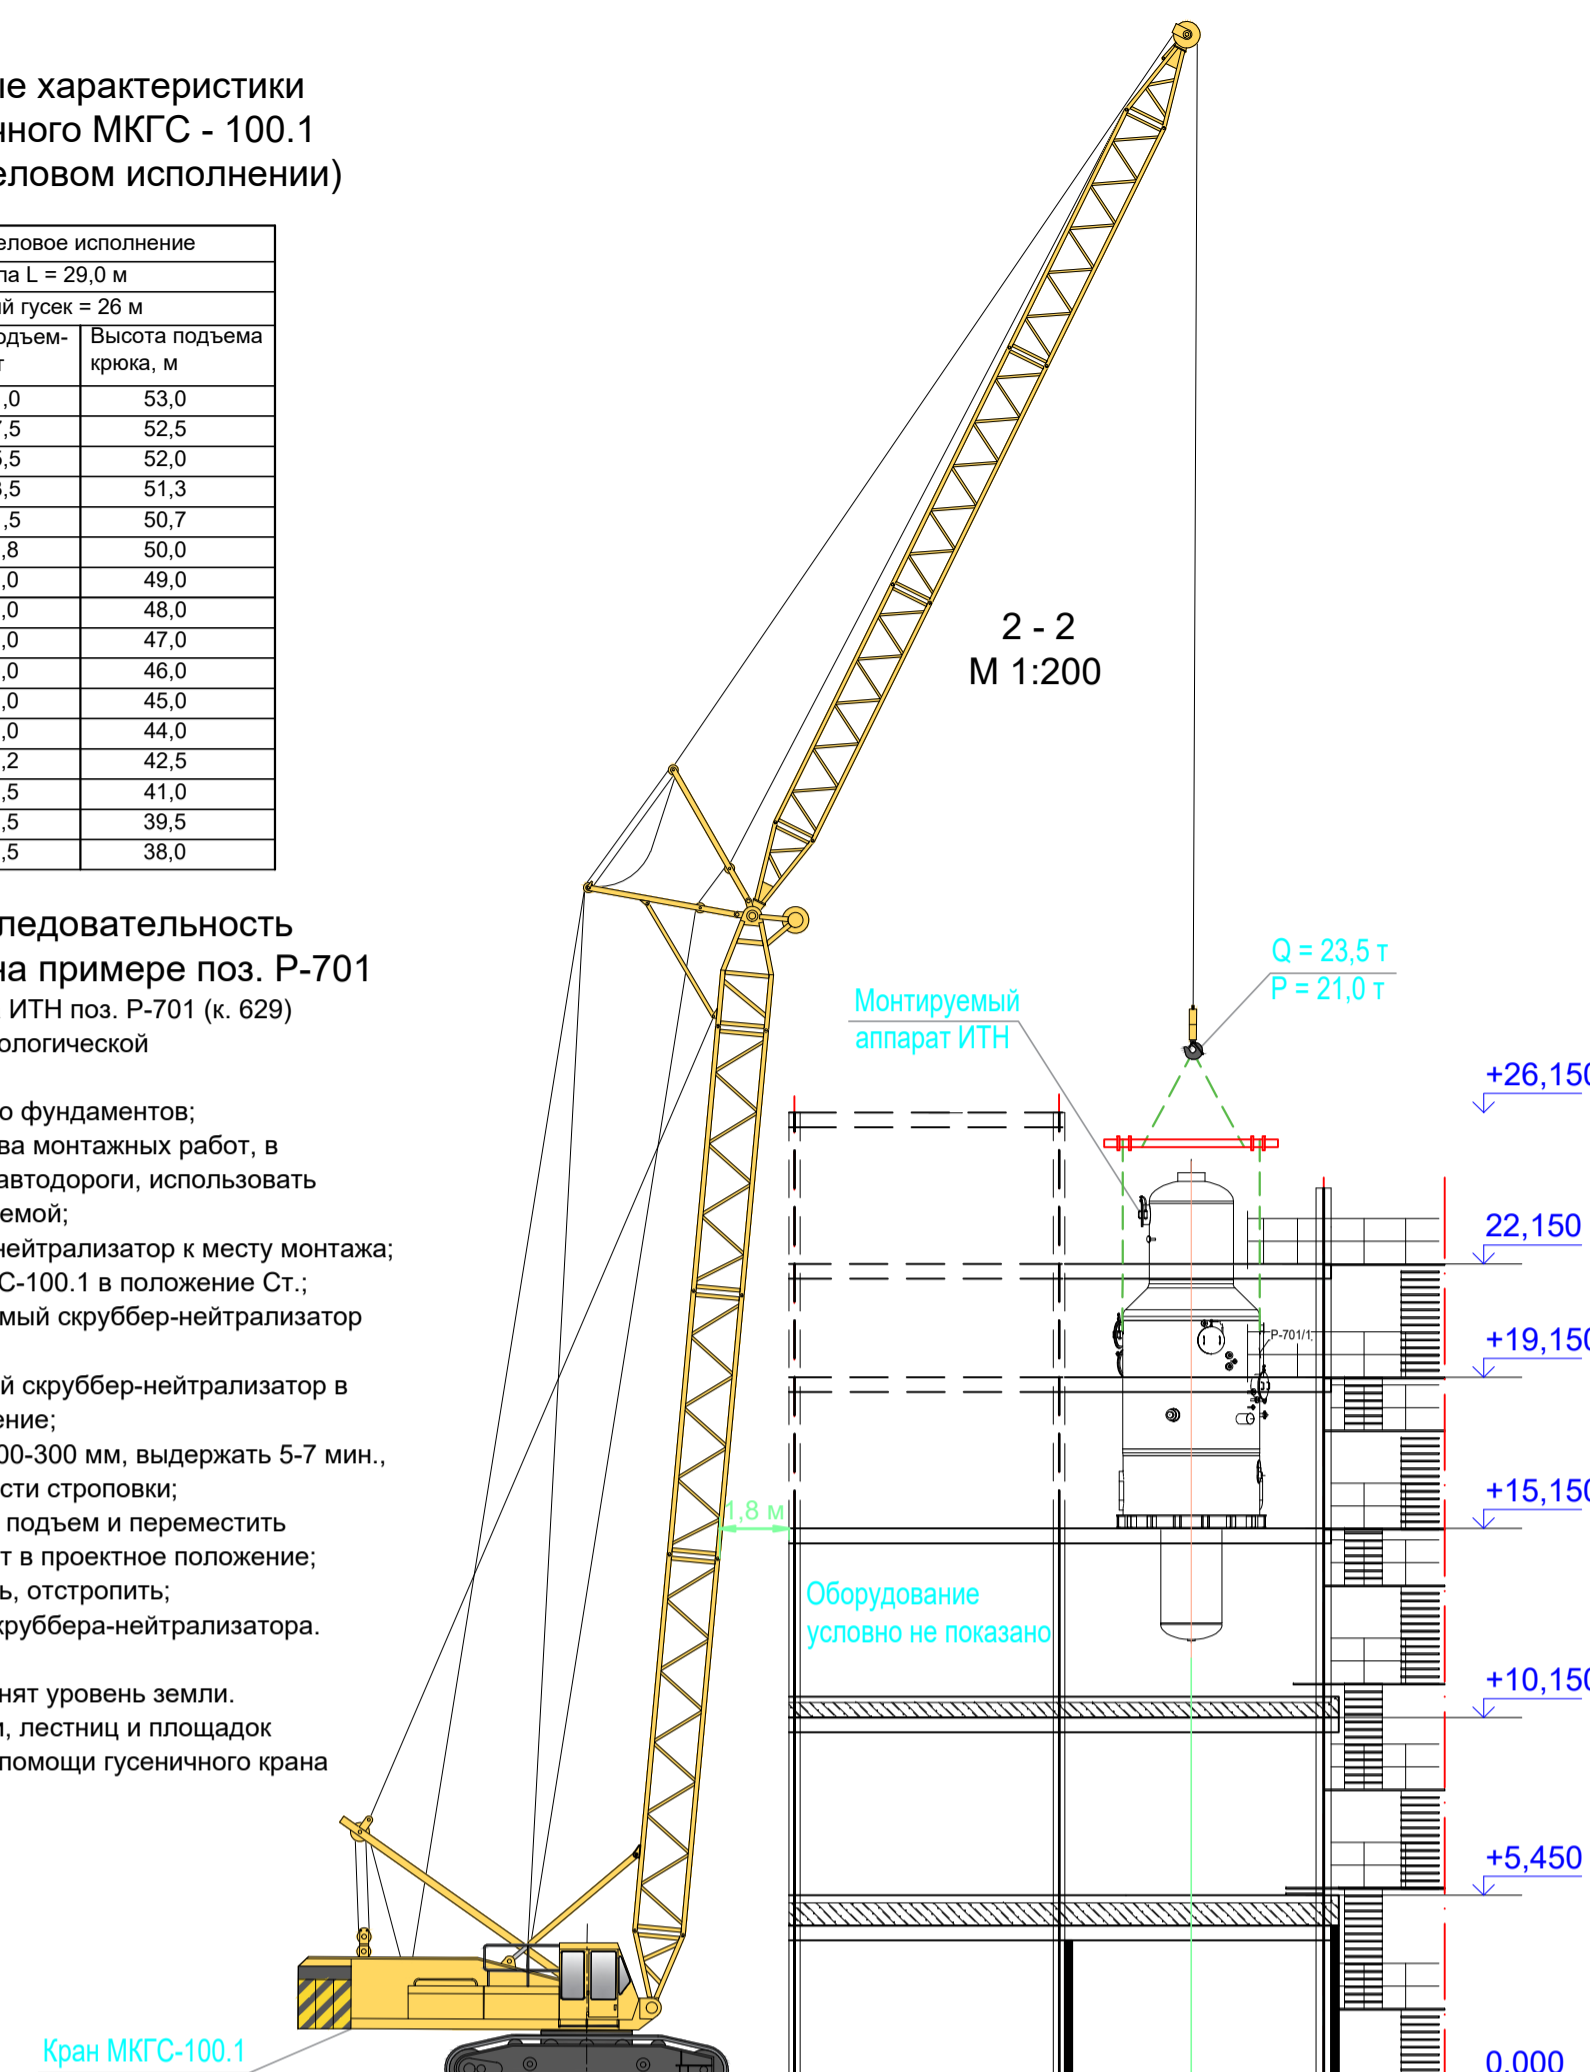 ые характеристики
нного МКГС - 100.1
еловом исполнении)
еловое исполнение
ла L = 29,0 м
ий гусек = 26 м
одъем-
т
Высота подъема
крюка, м
,0 53,0
7,5 52,5
5,5 52,0
3,5 51,3
,5 50,7
,8 50,0
,0 49,0
,0 48,0
,0 47,0
,0 46,0
,0 45,0
,0 44,0
,2 42,5
,5 41,0
,5 39,5
,5 38,0
ледовательность
на примере поз. Р-701
ИТН поз. Р-701 (к. 629)
ологической
о фундаментов;
ва монтажных работ, в
автодороги, использовать
емой;
нейтрализатор к месту монтажа;
С-100.1 в положение Ст.;
мый скруббер-нейтрализатор
й скруббер-нейтрализатор в
ение;
00-300 мм, выдержать 5-7 мин.,
сти строповки;
подъем и переместить
т в проектное положение;
ь, отстропить;
круббера-нейтрализатора.
нят уровень земли.
и, лестниц и площадок
помощи гусеничного крана
2 - 2
М 1:200
Q = 23,5 т
Р = 21,0 т
Монтируемый
аппарат ИТН
+26,150
22,150
+19,150
Р-701/1
+15,150
1,8 м
Оборудование
условно не показано
+10,150
+5,450
0,000
Кран МКГС-100.1